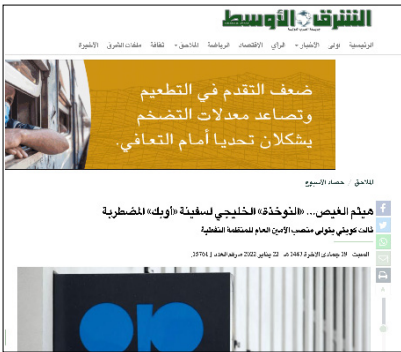 الشرق الأوسط
الرئيسية اولى الأخبار الرأي الاقتصاد الرياضة الملاحق ثقافة ملفات الشرق الأخيرة
ضعف التقدم في التطعيم
وتصاعد معدلات التضخم
يشكلان تحديا أمام التعافي.
الملاحق / حصاد الأسبوع
هيثم الغيص... «النوخذة» الخليجي لسفينة «أوبك» المضطربة
ثالث كويتي يتولى منصب الأمين العام للمنظمة النفطية
السبت 19 جمادى الآخرة 1443 هـ 22 يناير 2022 مـ رقم العدد [15761]